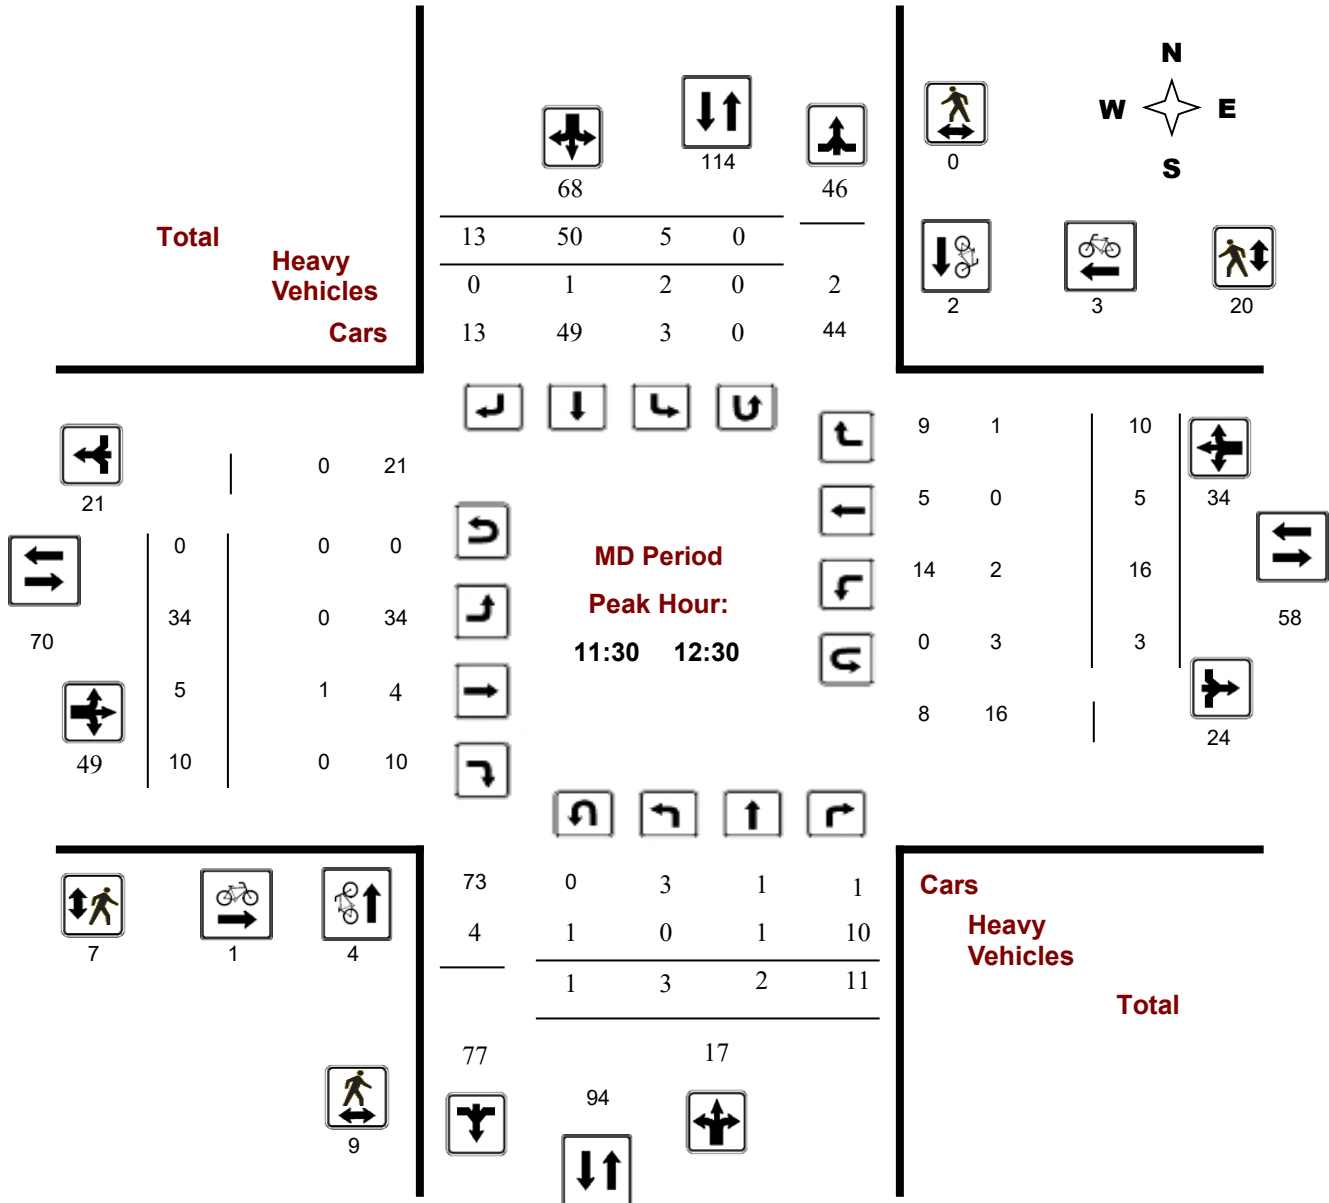 N
W E
S
0
114
68 46
Total
13 50 5 0
Heavy
Vehicles
0 1 2 0 2
Cars
13 49 3 0 44
2 3 20
9 1 10
0 21
21
5 0 5 34
0 0 0
MD Period
14 2 16
Peak Hour:
34 0 34
58
70
11:30 12:30
0 3 3
5 1 4
8 16
24
49 10 0 10
73 0 3 1 1
Cars
4 1 0 1 10
Heavy
Vehicles
7 1 4
1 3 2 11
Total
77 17
94
9